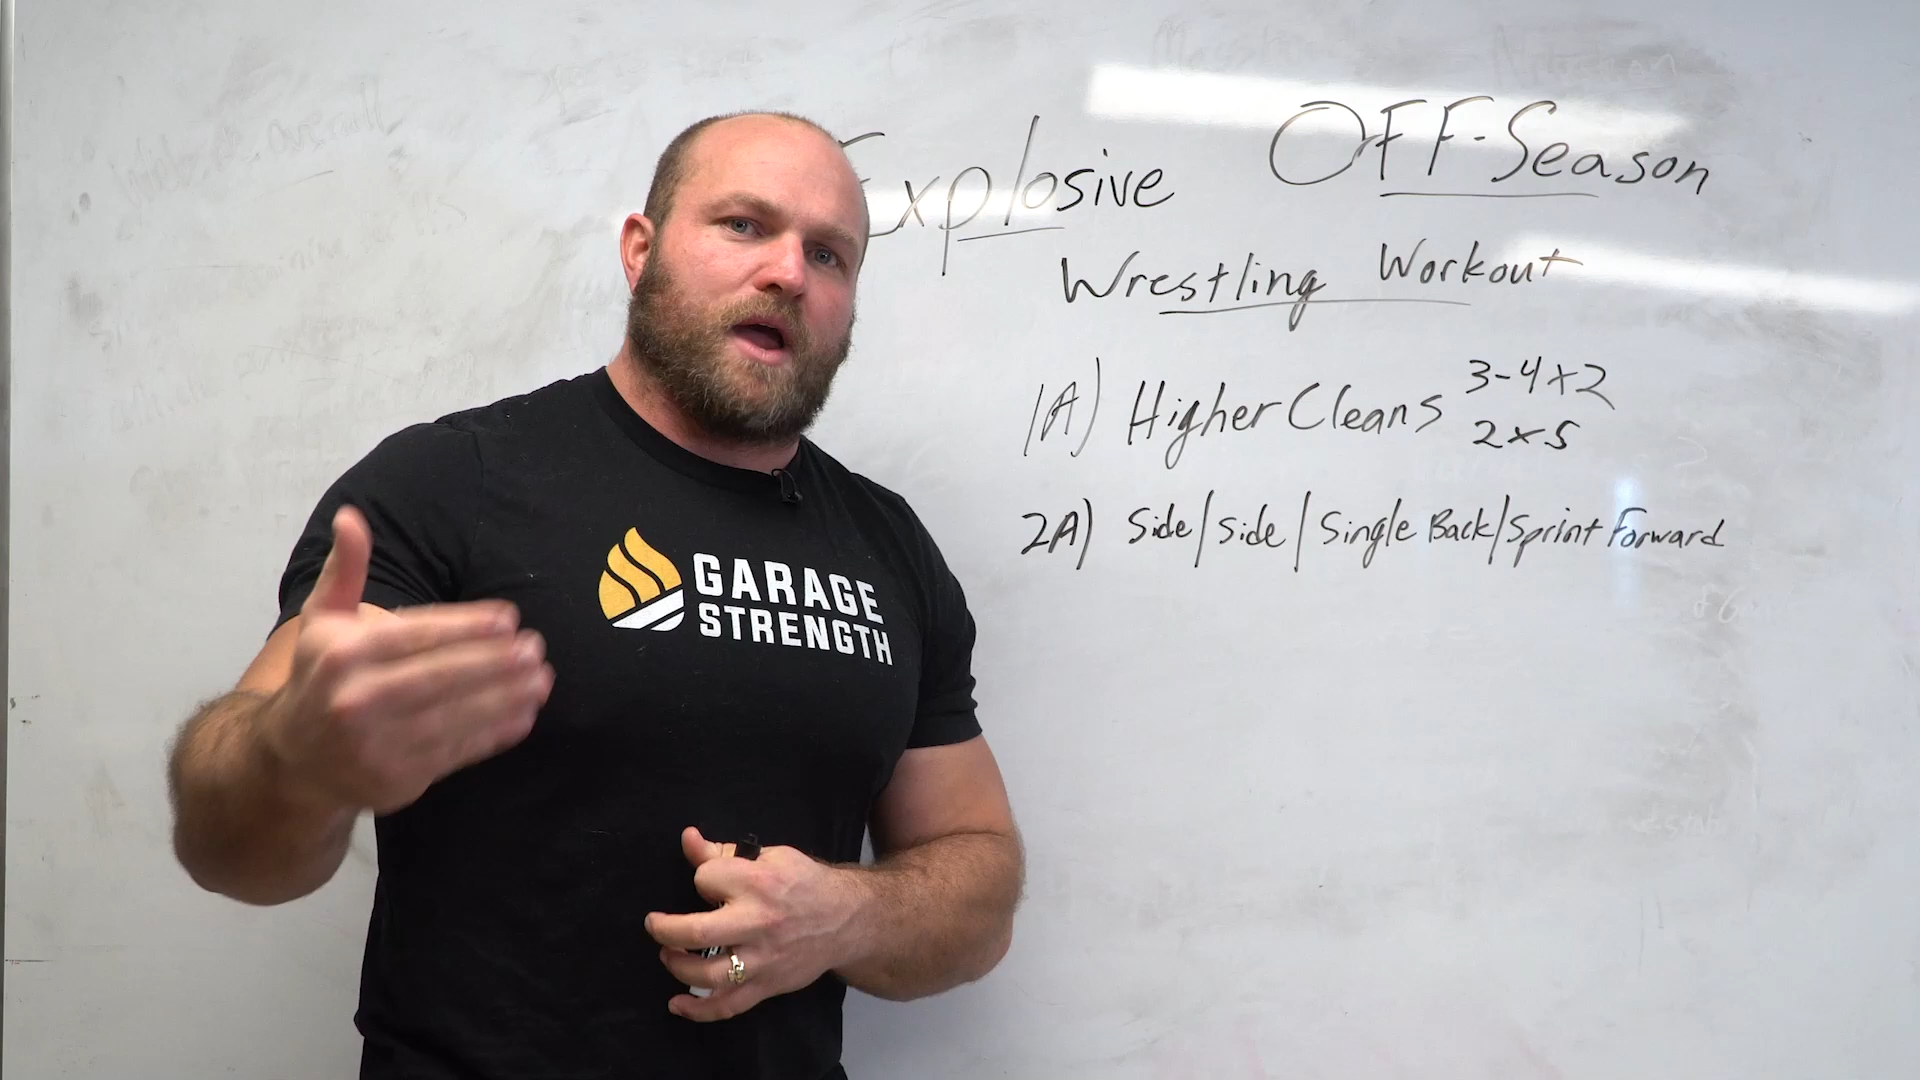 Explosive OFF-Season
Wrestling Workout
1A) Higher Cleans 3-4x2
2x5
2A) Side/Side/Single Back/Sprint Forward
GARAGE
STRENGTH